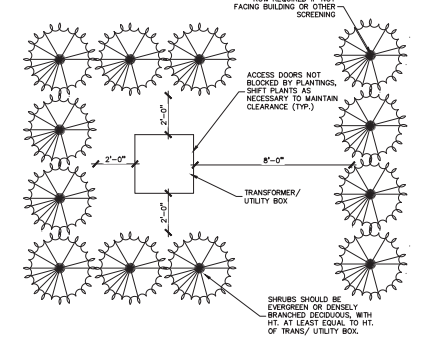 FACING BUILDING OR OTHER
SCREENING
ACCESS DOORS NOT
BLOCKED BY PLANTINGS,
SHIFT PLANTS AS
NECESSARY TO MAINTAIN
CLEARANCE (TYP.)
2'-0"
2'-0"
8'-0"
TRANSFORMER/
UTILITY BOX
2'-0"
SHRUBS SHOULD BE
EVERGREEN OR DENSELY
BRANCHED DECIDUOUS, WITH
HT. AT LEAST EQUAL TO HT.
OF TRANS/ UTILITY BOX.